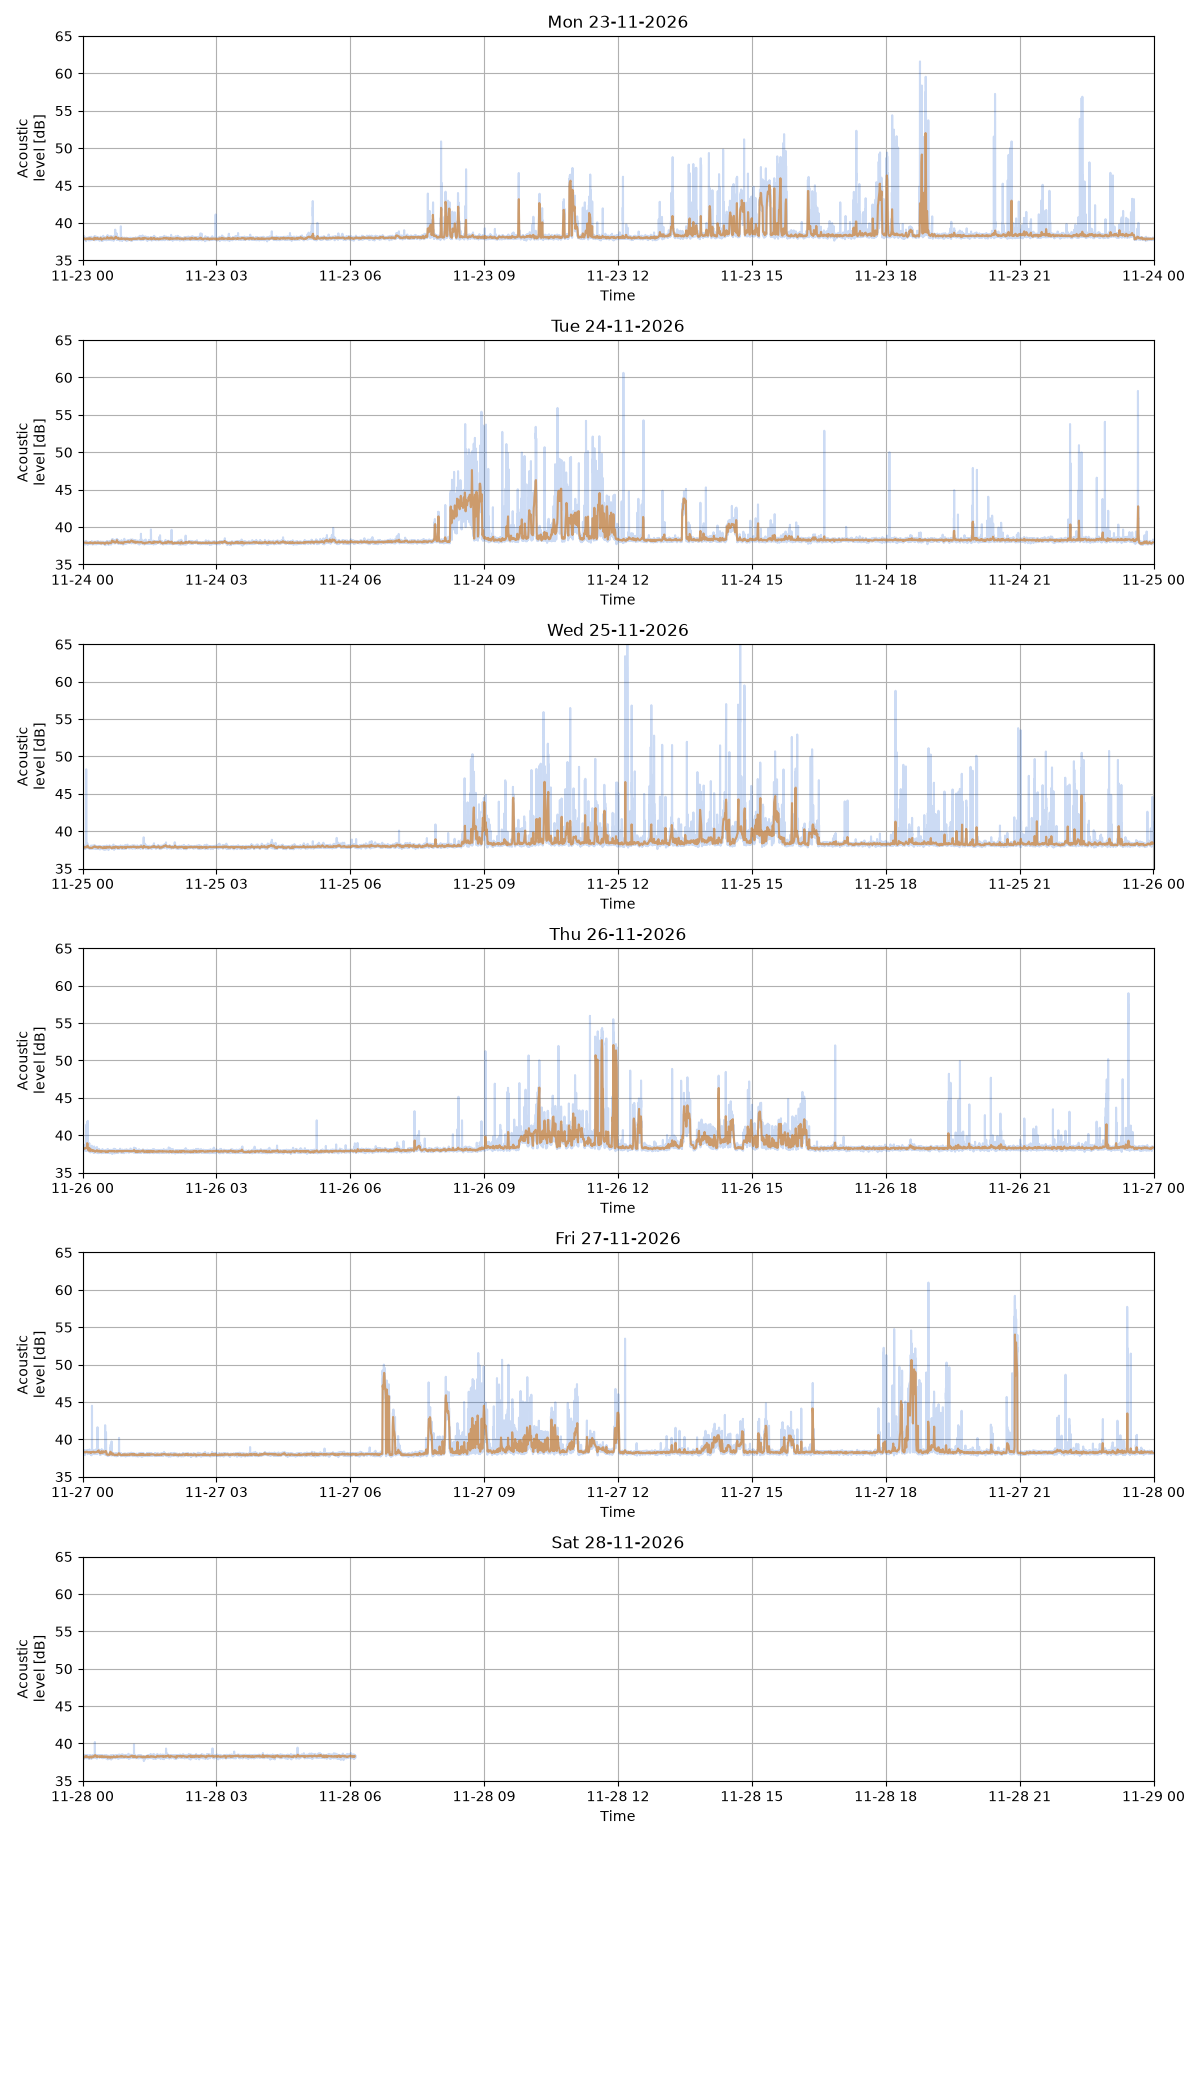 Mon 23-11-2026
65
60
55
50
45
40
35
Acoustic
level [dB]
11-23 00 11-23 03 11-23 06 11-23 09 11-23 12 11-23 15 11-23 18 11-23 21 11-24 00
Time
Tue 24-11-2026
65
60
55
50
45
40
35
Acoustic
level [dB]
11-24 00 11-24 03 11-24 06 11-24 09 11-24 12 11-24 15 11-24 18 11-24 21 11-25 00
Time
Wed 25-11-2026
65
60
55
50
45
40
35
Acoustic
level [dB]
11-25 00 11-25 03 11-25 06 11-25 09 11-25 12 11-25 15 11-25 18 11-25 21 11-26 00
Time
Thu 26-11-2026
65
60
55
50
45
40
35
Acoustic
level [dB]
11-26 00 11-26 03 11-26 06 11-26 09 11-26 12 11-26 15 11-26 18 11-26 21 11-27 00
Time
Fri 27-11-2026
65
60
55
50
45
40
35
Acoustic
level [dB]
11-27 00 11-27 03 11-27 06 11-27 09 11-27 12 11-27 15 11-27 18 11-27 21 11-28 00
Time
Sat 28-11-2026
65
60
55
50
45
40
35
Acoustic
level [dB]
11-28 00 11-28 03 11-28 06 11-28 09 11-28 12 11-28 15 11-28 18 11-28 21 11-29 00
Time